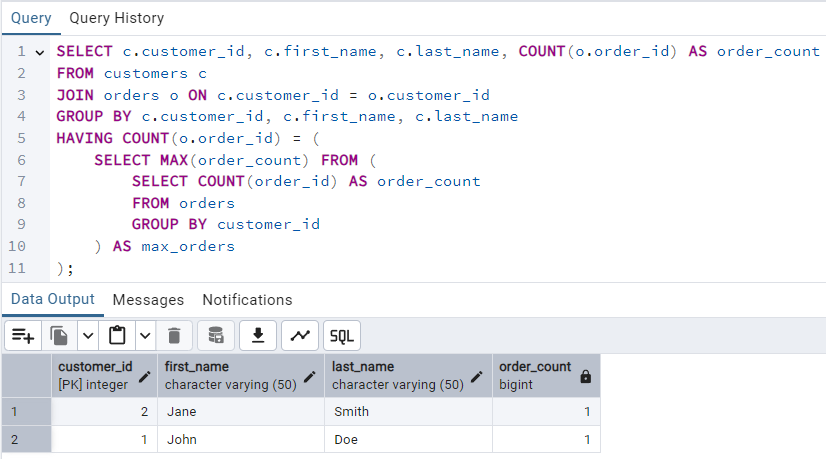 Query Query History
1 SELECT c.customer_id, c.first_name, c.last_name, COUNT(o.order_id) AS order_count
2 FROM customers c
3 JOIN orders o ON c.customer_id = o.customer_id
4 GROUP BY c.customer_id, c.first_name, c.last_name
5 HAVING COUNT(o.order_id) = (
6     SELECT MAX(order_count) FROM (
7         SELECT COUNT(order_id) AS order_count
8         FROM orders
9         GROUP BY customer_id
10     ) AS max_orders
11 );
Data Output Messages Notifications
SQL
customer_id first_name last_name order_count
[PK] integer character varying (50) character varying (50) bigint
1 2 Jane Smith 1
2 1 John Doe 1